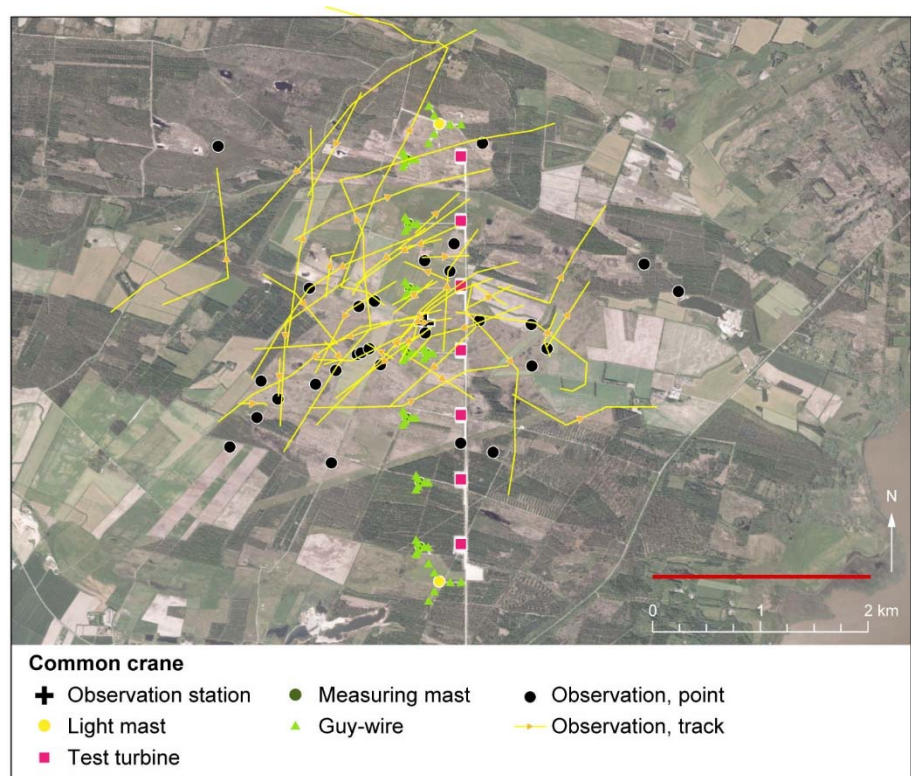 N
0 1 2 km
Common crane
Observation station
Measuring mast
Observation, point
Light mast
Guy-wire
Observation, track
Test turbine